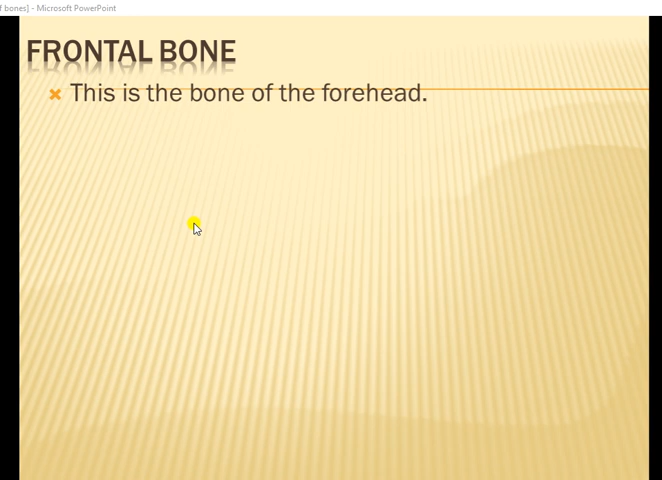 f bones] - Microsoft PowerPoint
FRONTAL BONE
This is the bone of the forehead.